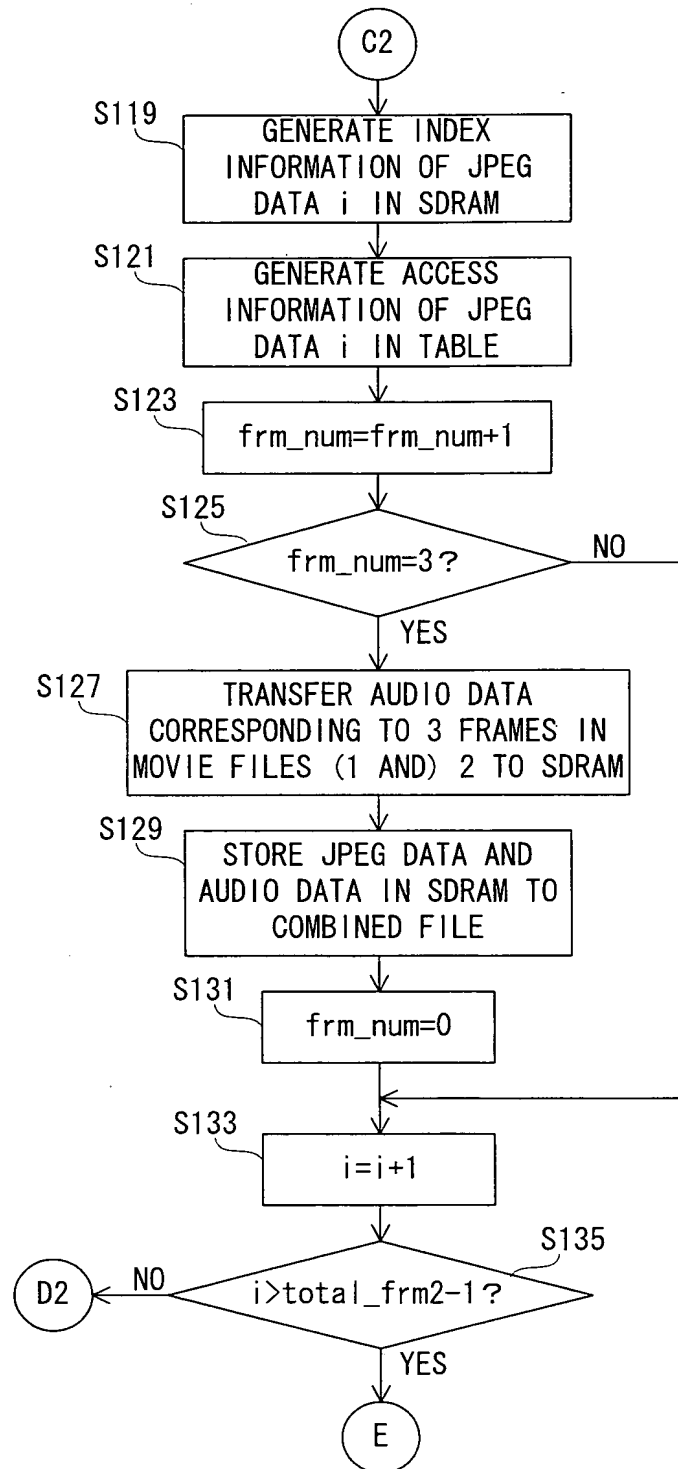 C2
S119
GENERATE INDEX
INFORMATION OF JPEG
DATA i IN SDRAM
S121
GENERATE ACCESS
INFORMATION OF JPEG
DATA i IN TABLE
S123
frm_num=frm_num+1
S125
frm_num=3?
NO
YES
S127
TRANSFER AUDIO DATA
CORRESPONDING TO 3 FRAMES IN
MOVIE FILES (1 AND) 2 TO SDRAM
S129
STORE JPEG DATA AND
AUDIO DATA IN SDRAM TO
COMBINED FILE
S131
frm_num=0
S133
i=i+1
S135
i>total_frm2-1?
NO
D2
YES
E